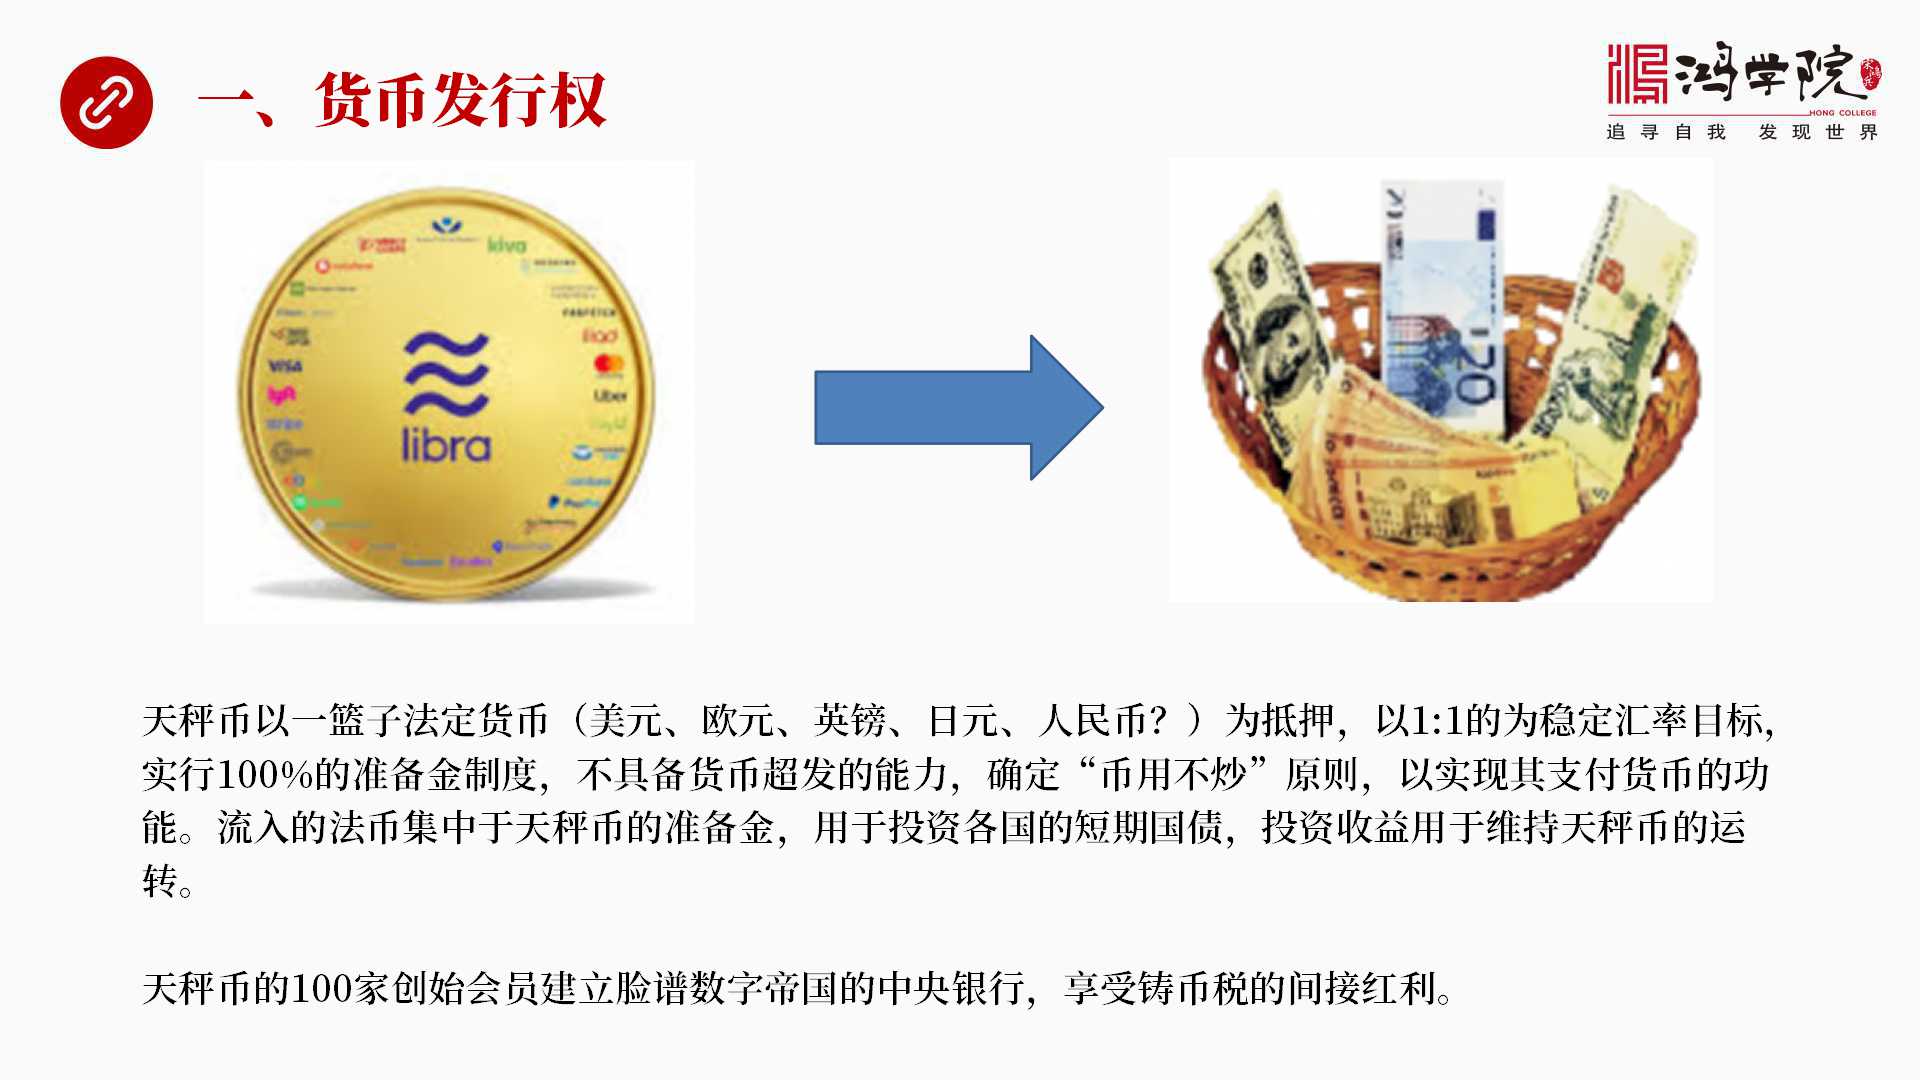 一、货币发行权
鸿学院
宋鸿兵
HONG COLLEGE
追寻自我 发现世界
kiva
vodafone
FARFETCH
iliad
VISA
lyft
Uber
stripe
coinbase
PayPal
libra
20
天秤币以一篮子法定货币（美元、欧元、英镑、日元、人民币？）为抵押，以1:1的为稳定汇率目标,
实行100%的准备金制度，不具备货币超发的能力，确定“币用不炒”原则，以实现其支付货币的功
能。流入的法币集中于天秤币的准备金，用于投资各国的短期国债，投资收益用于维持天秤币的运
转。
天秤币的100家创始会员建立脸谱数字帝国的中央银行，享受铸币税的间接红利。